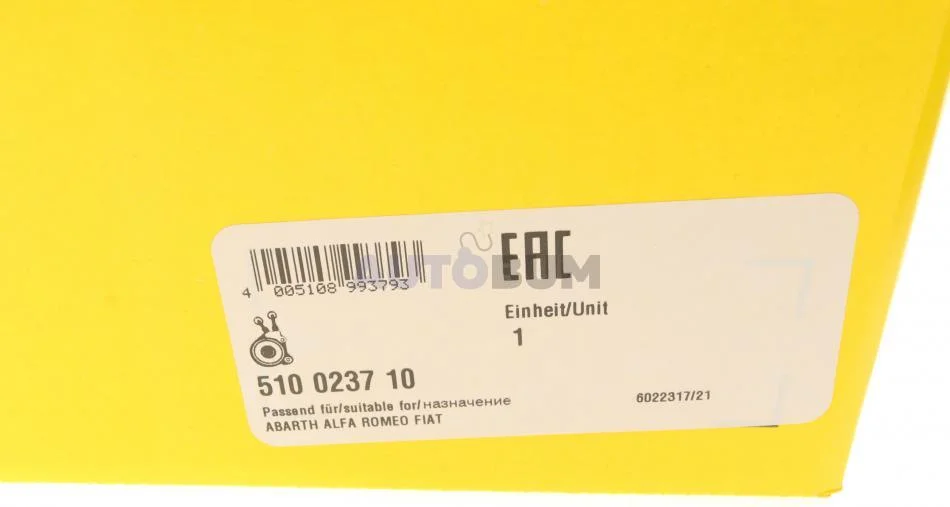 EAC
4 005108 993793
AUTOBUM
Einheit/Unit
1
510 0237 10
Passend für/suitable for/назначение
ABARTH ALFA ROMEO FIAT
6022317/21